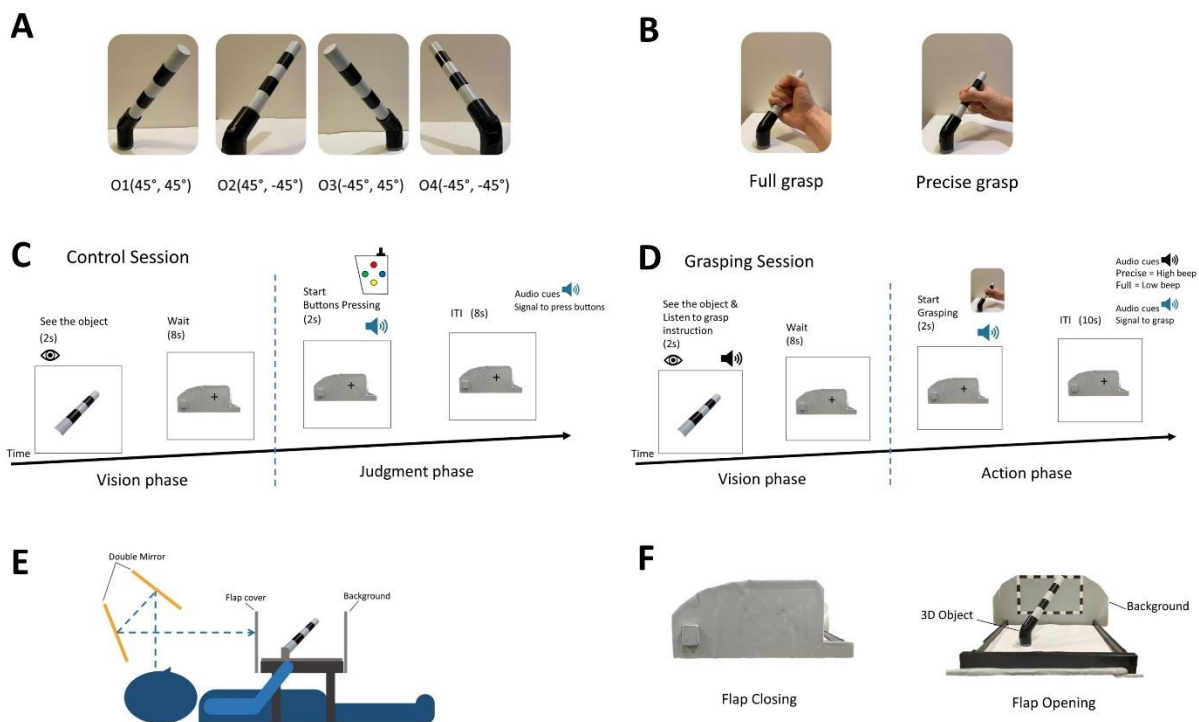 A
O1(45°, 45°)
O2(45°, -45°)
O3(-45°, 45°)
O4(-45°, -45°)
B
Full grasp
Precise grasp
C
Control Session
See the object
(2s)
Wait
(8s)
Start
Buttons Pressing
(2s)
ITI (8s)
Audio cues
Signal to press buttons
Time
Vision phase
Judgment phase
D
Grasping Session
See the object &
Listen to grasp
instruction
(2s)
Wait
(8s)
Start
Grasping
(2s)
ITI (10s)
Audio cues
Precise = High beep
Full = Low beep
Audio cues
Signal to grasp
Time
Vision phase
Action phase
E
Double Mirror
Flap cover
Background
F
Flap Closing
3D Object
Background
Flap Opening